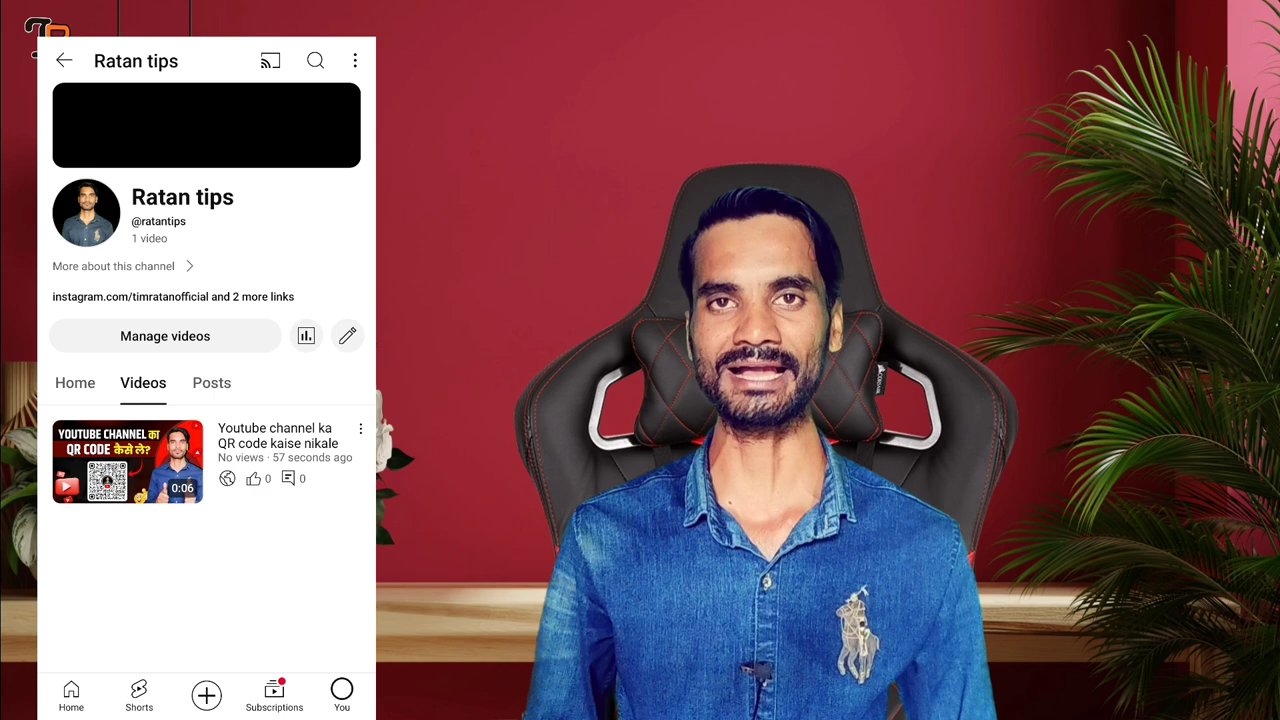 Ratan tips
Ratan tips
@ratantips
1 video
More about this channel
instagram.com/timratanofficial and 2 more links
Manage videos
Home Videos Posts
YOUTUBE CHANNEL का
QR CODE कैसे ले?
0:06
Youtube channel ka
QR code kaise nikale
No views · 57 seconds ago
0 0
Home Shorts Subscriptions You
CORSAIR